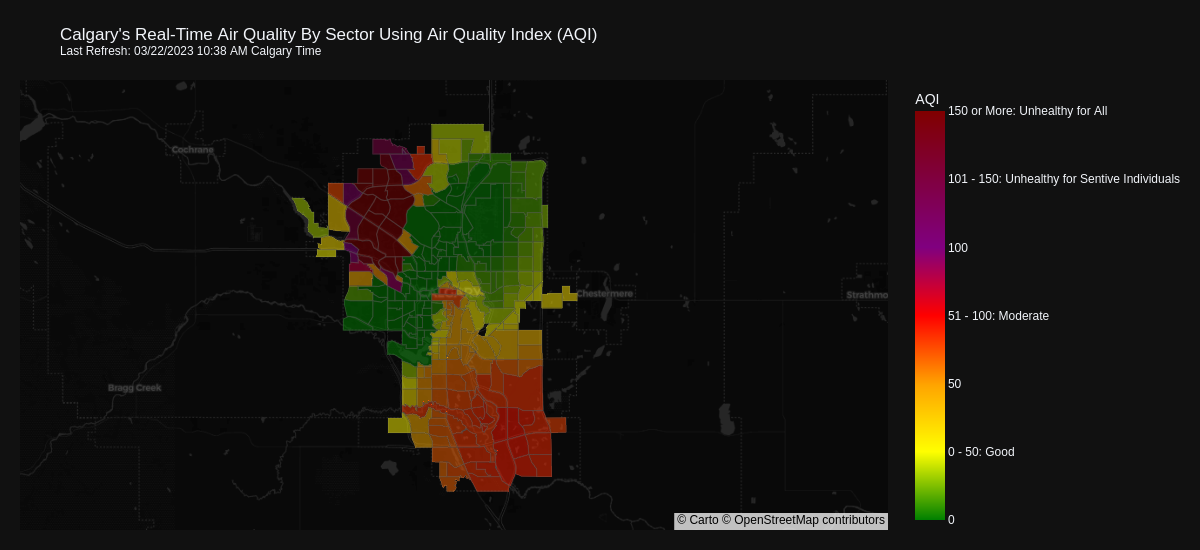 Calgary's Real-Time Air Quality By Sector Using Air Quality Index (AQI)
Last Refresh: 03/22/2023 10:38 AM Calgary Time
AQI
150 or More: Unhealthy for All
Cochrane
101 - 150: Unhealthy for Sentive Individuals
100
Chestermere
Strathmo
51 - 100: Moderate
50
Bragg Creek
0 - 50: Good
0
© Carto © OpenStreetMap contributors